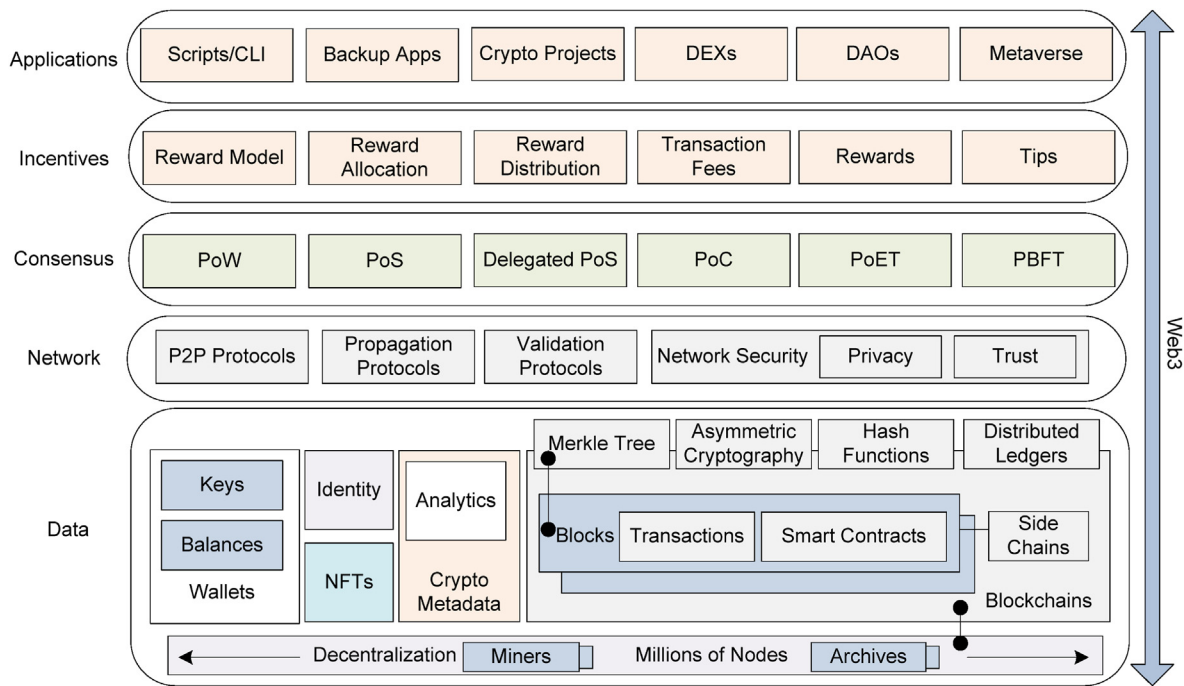 Applications
Scripts/CLI
Backup Apps
Crypto Projects
DEXs
DAOs
Metaverse
Incentives
Reward Model
Reward
Allocation
Reward
Distribution
Transaction
Fees
Rewards
Tips
Consensus
PoW
PoS
Delegated PoS
PoC
PoET
PBFT
Network
P2P Protocols
Propagation
Protocols
Validation
Protocols
Network Security
Privacy
Trust
Web3
Data
Keys
Balances
Wallets
Identity
NFTs
Analytics
Crypto
Metadata
Merkle Tree
Asymmetric
Cryptography
Hash
Functions
Distributed
Ledgers
Blocks
Transactions
Smart Contracts
Side
Chains
Blockchains
Decentralization
Miners
Millions of Nodes
Archives